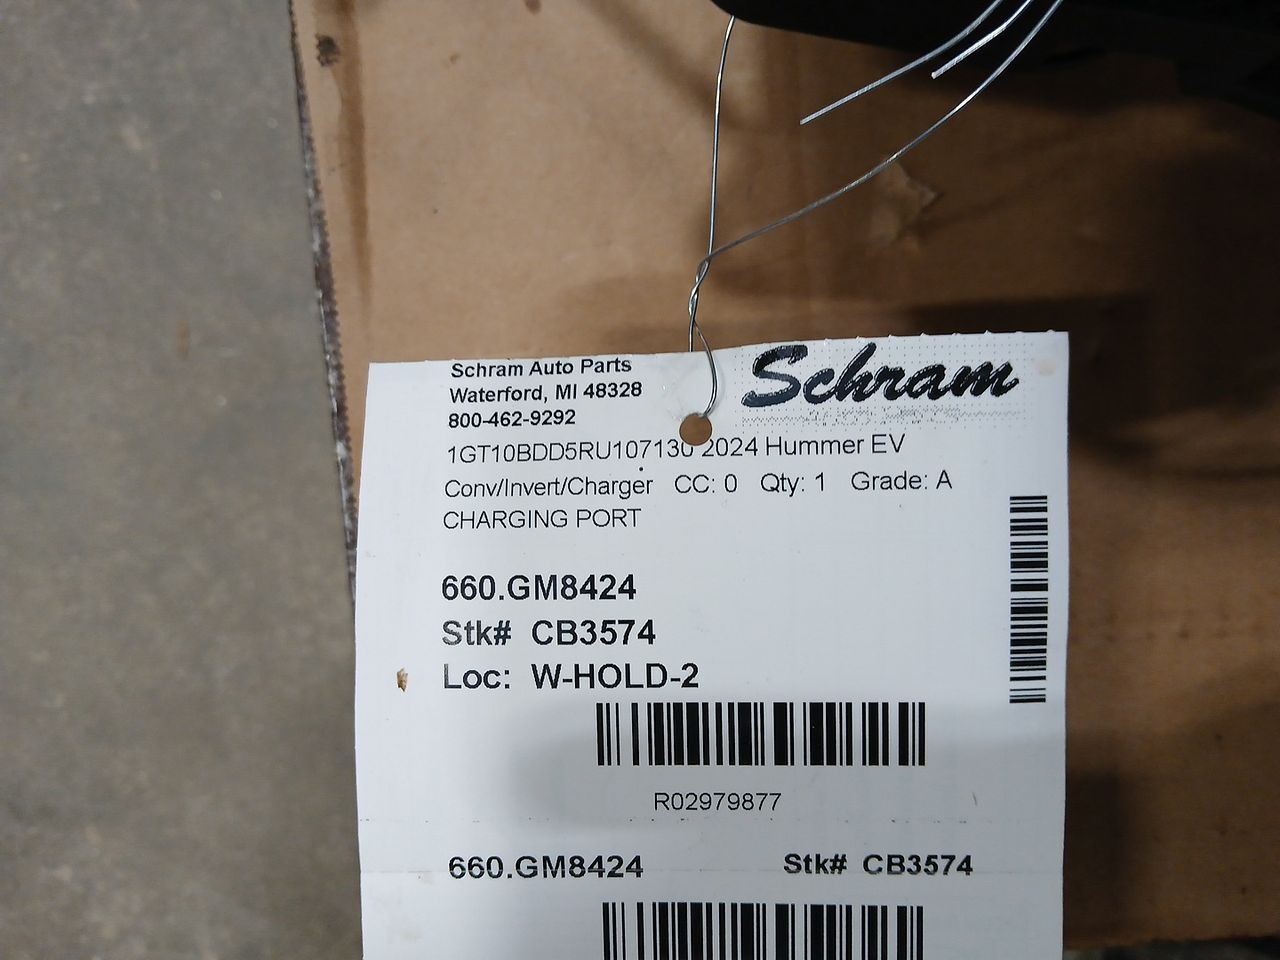 Schram Auto Parts
Waterford, MI 48328
800-462-9292
Schram
1GT10BDD5RU107130 2024 Hummer EV
Conv/Invert/Charger CC: 0 Qty: 1 Grade: A
CHARGING PORT
660.GM8424
Stk# CB3574
Loc: W-HOLD-2
R02979877
660.GM8424 Stk# CB3574